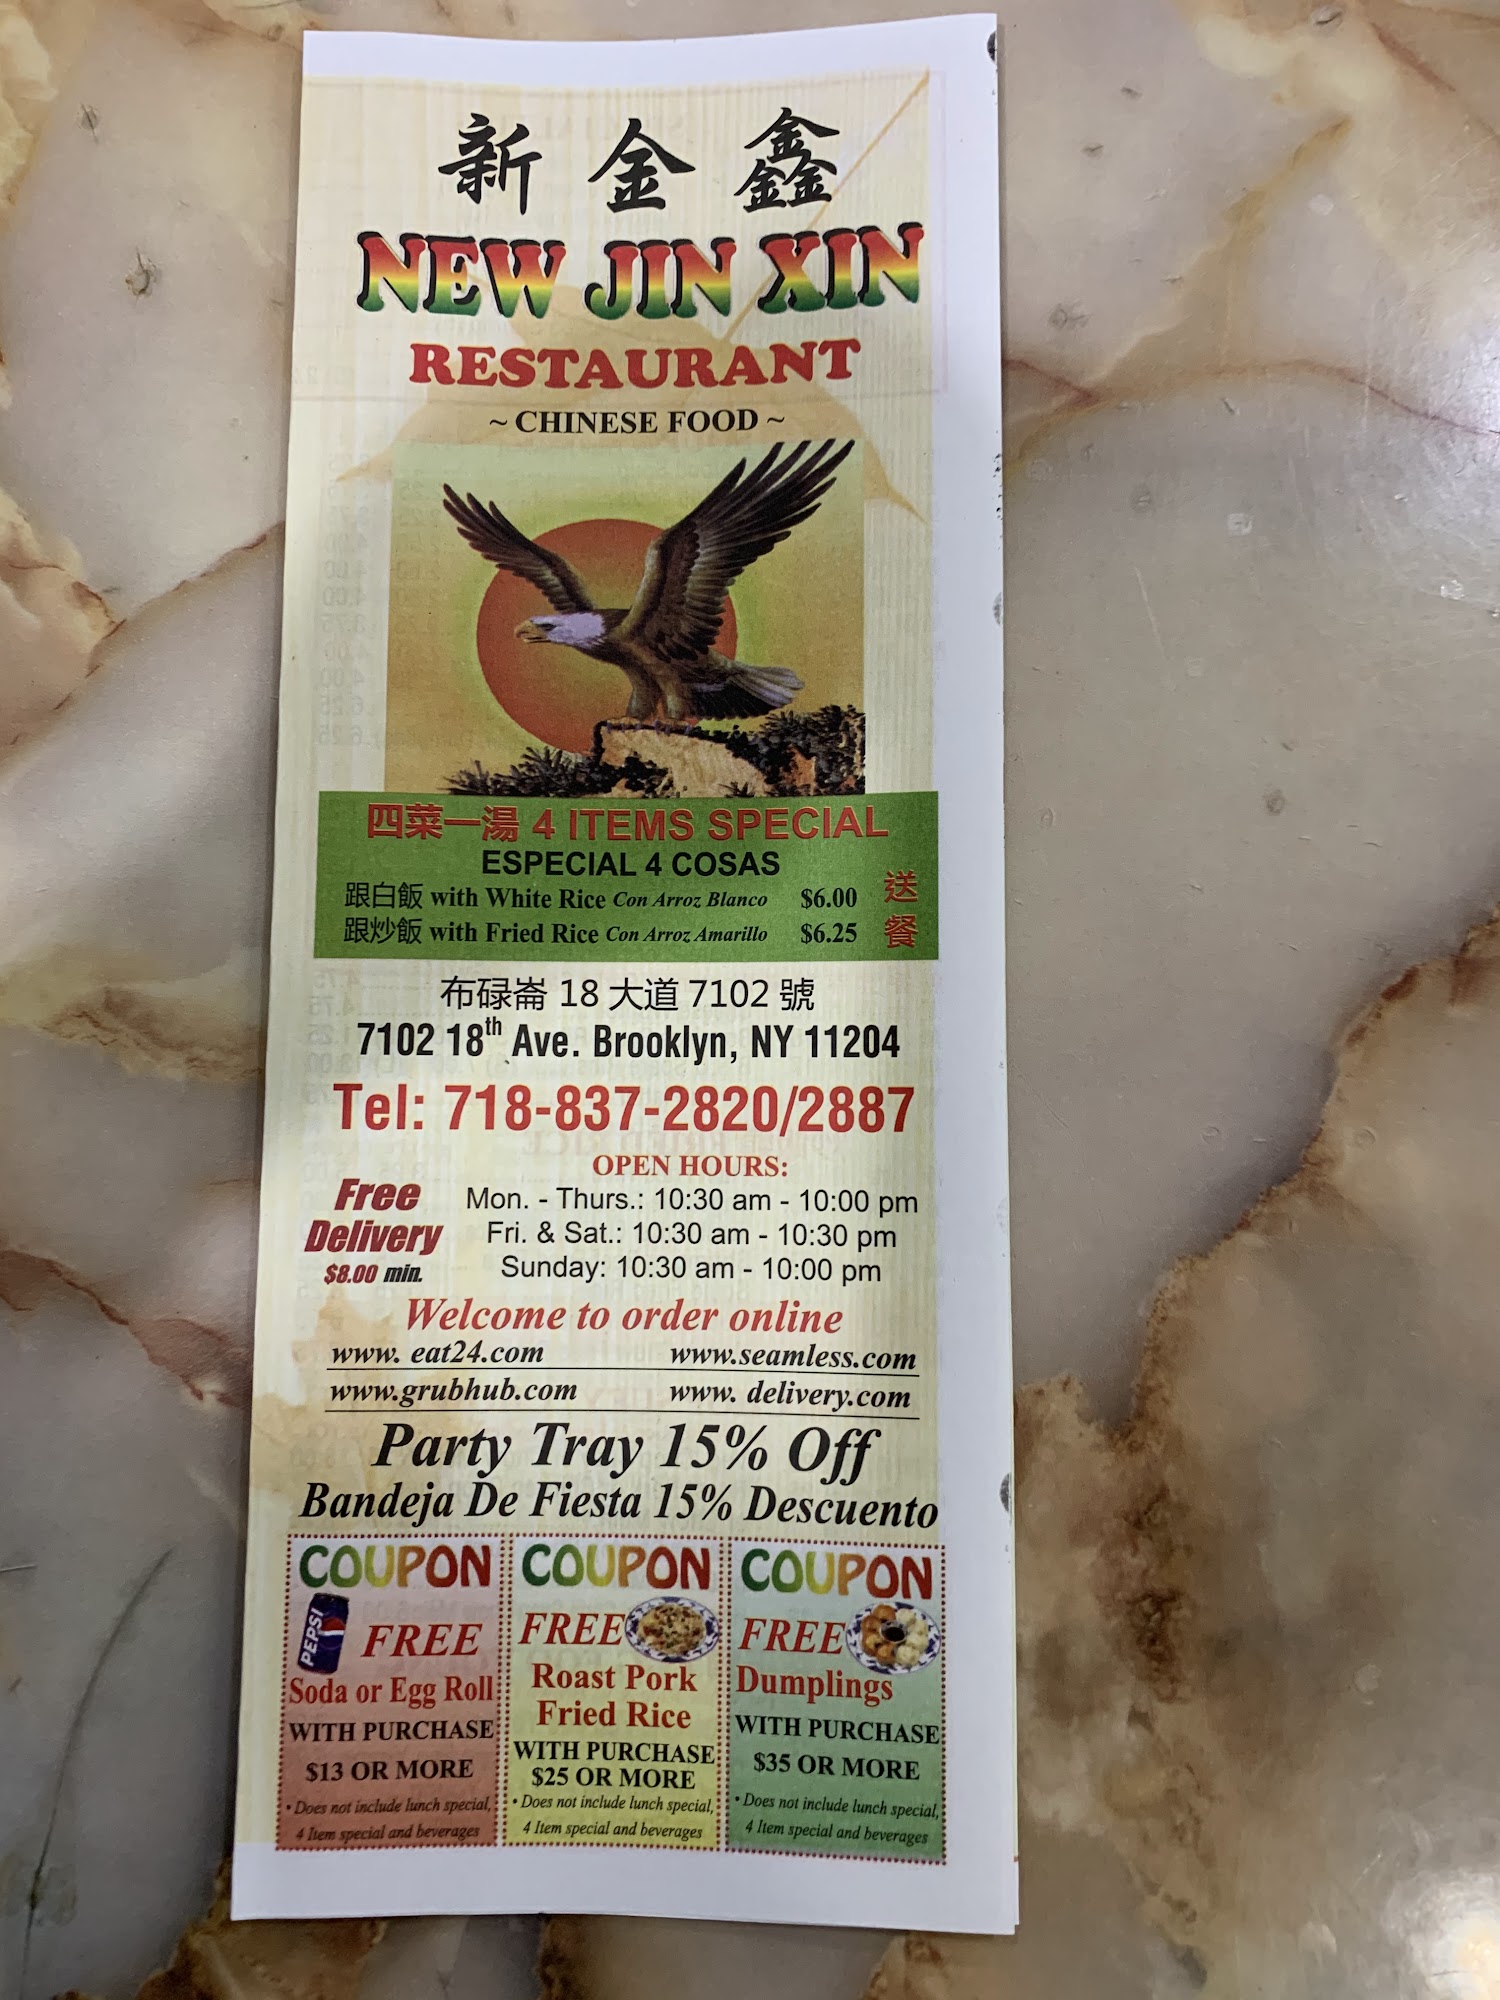 新金鑫
NEW JIN XIN
RESTAURANT
~ CHINESE FOOD ~
四菜一湯 4 ITEMS SPECIAL
ESPECIAL 4 COSAS
跟白飯 with White Rice Con Arroz Blanco $6.00
跟炒飯 with Fried Rice Con Arroz Amarillo $6.25
送餐
布碌崙 18 大道 7102 號
7102 18th Ave. Brooklyn, NY 11204
Tel: 718-837-2820/2887
OPEN HOURS:
Mon. - Thurs.: 10:30 am - 10:00 pm
Fri. & Sat.: 10:30 am - 10:30 pm
Sunday: 10:30 am - 10:00 pm
Free
Delivery
$8.00 min.
Welcome to order online
www. eat24.com www.seamless.com
www.grubhub.com www. delivery.com
Party Tray 15% Off
Bandeja De Fiesta 15% Descuento
COUPON
PEPSI
FREE
Soda or Egg Roll
WITH PURCHASE
$13 OR MORE
• Does not include lunch special,
4 Item special and beverages
COUPON
FREE
Roast Pork
Fried Rice
WITH PURCHASE
$25 OR MORE
• Does not include lunch special,
4 Item special and beverages
COUPON
FREE
Dumplings
WITH PURCHASE
$35 OR MORE
• Does not include lunch special,
4 Item special and beverages